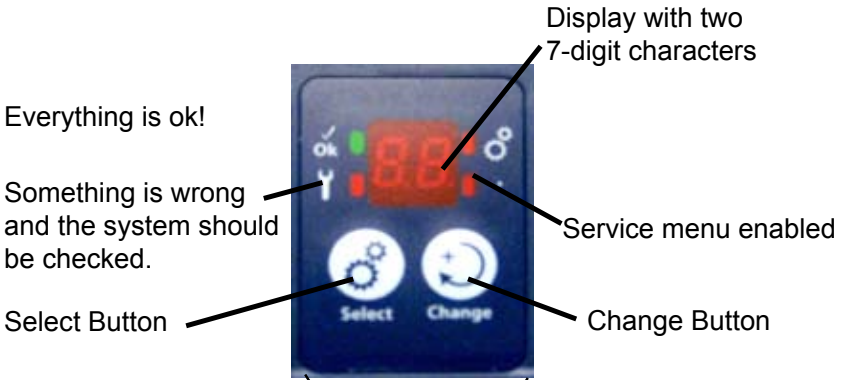 Display with two
7-digit characters
Everything is ok!
Ok
88
Something is wrong
and the system should
be checked.
Service menu enabled
Select Button
Select
Change
Change Button